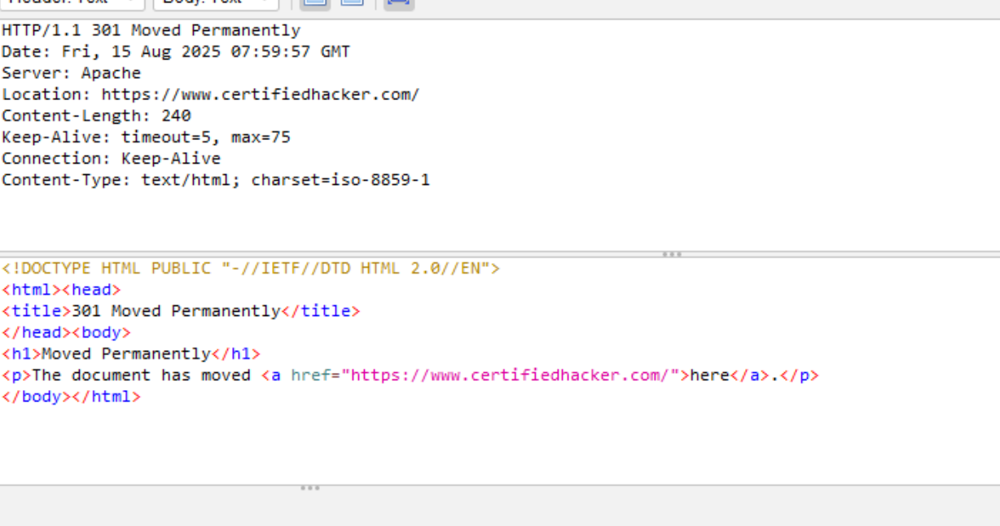 Header: Text Body: Text
HTTP/1.1 301 Moved Permanently
Date: Fri, 15 Aug 2025 07:59:57 GMT
Server: Apache
Location: https://www.certifiedhacker.com/
Content-Length: 240
Keep-Alive: timeout=5, max=75
Connection: Keep-Alive
Content-Type: text/html; charset=iso-8859-1
<!DOCTYPE HTML PUBLIC "-//IETF//DTD HTML 2.0//EN">
<html><head>
<title>301 Moved Permanently</title>
</head><body>
<h1>Moved Permanently</h1>
<p>The document has moved <a href="https://www.certifiedhacker.com/">here</a>.</p>
</body></html>